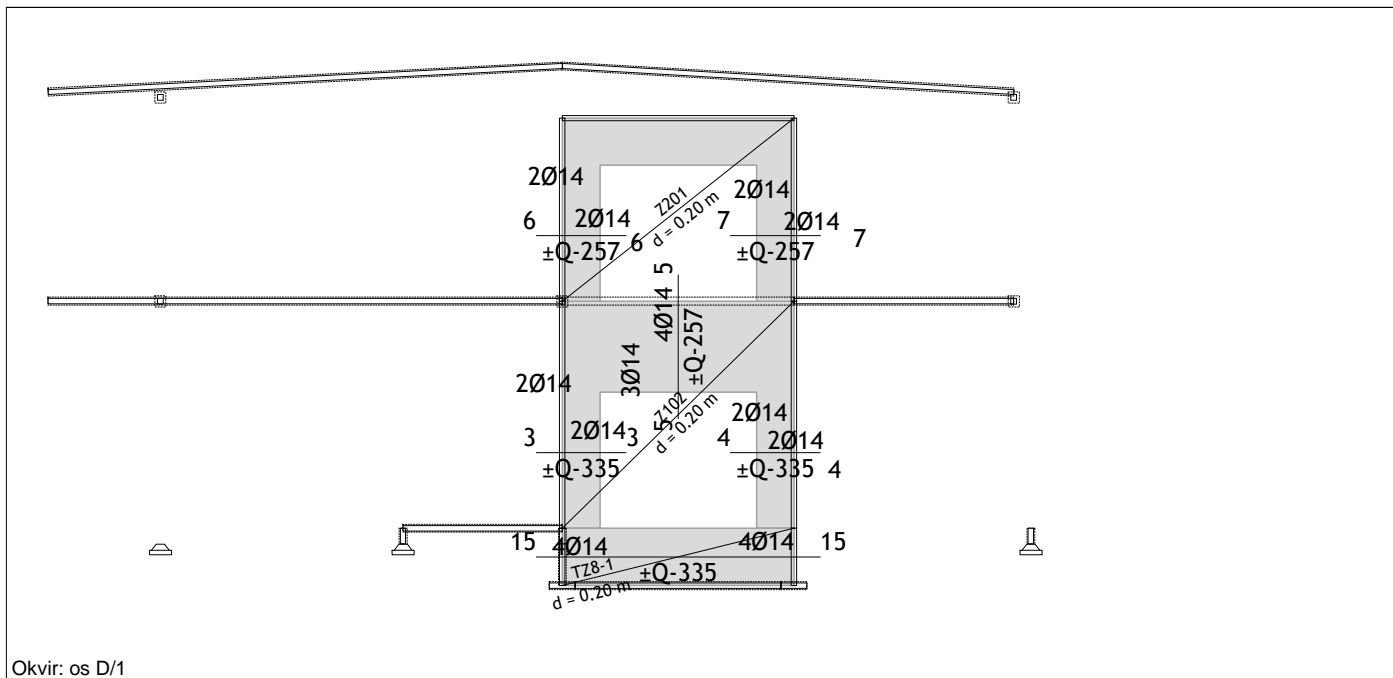 2Ø14
2Ø14
Z201
d = 0.20 m
6
2Ø14
6
7
2Ø14
7
±Q-257
±Q-257
5
4Ø14
±Q-257
3Ø14
2Ø14
Z102
d = 0.20 m
5
2Ø14
3
2Ø14
3
4
2Ø14
4
±Q-335
±Q-335
15
4Ø14
4Ø14
15
TZ8-1
±Q-335
d = 0.20 m
Okvir: os D/1